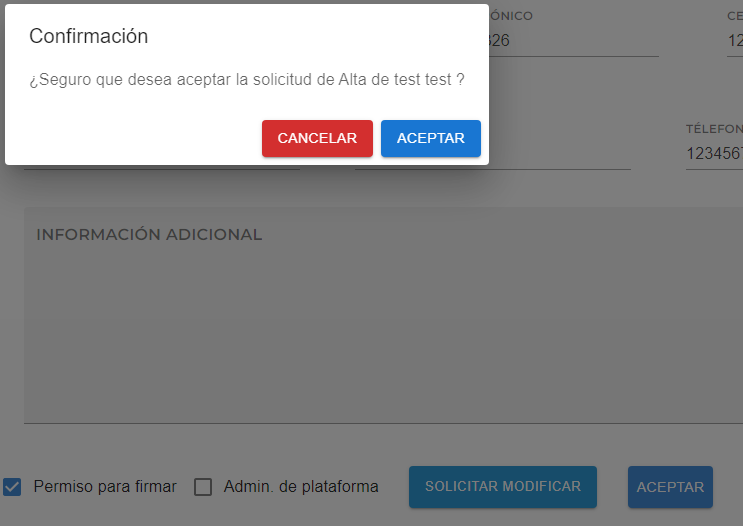 Confirmación
¿Seguro que desea aceptar la solicitud de Alta de test test ?
CANCELAR
ACEPTAR
ÓNICO
326
CE
12
TÉLEFON
1234567
INFORMACIÓN ADICIONAL
Permiso para firmar
Admin. de plataforma
SOLICITAR MODIFICAR
ACEPTAR